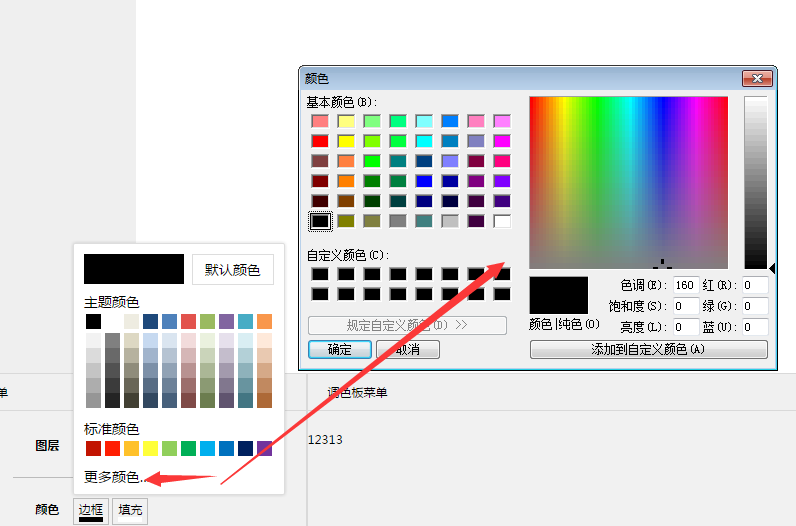 颜色
基本颜色(B):
自定义颜色(C):
规定自定义颜色(D) >>
确定
取消
颜色|纯色(O)
色调(E): 160 红(R): 0
饱和度(S): 0 绿(G): 0
亮度(L): 0 蓝(U): 0
添加到自定义颜色(A)
默认颜色
主题颜色
标准颜色
更多颜色..
单
调色板菜单
图层
12313
颜色
边框
填充